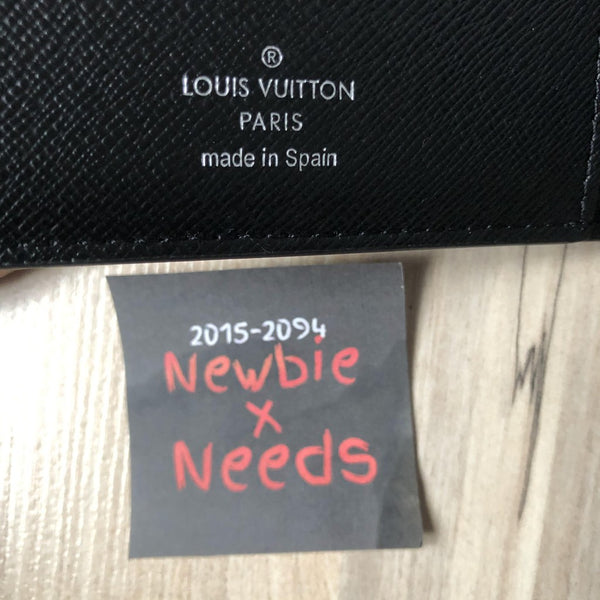 ®
LOUIS VUITTON
PARIS
made in Spain
2015-2094
Newbie
x
Needs